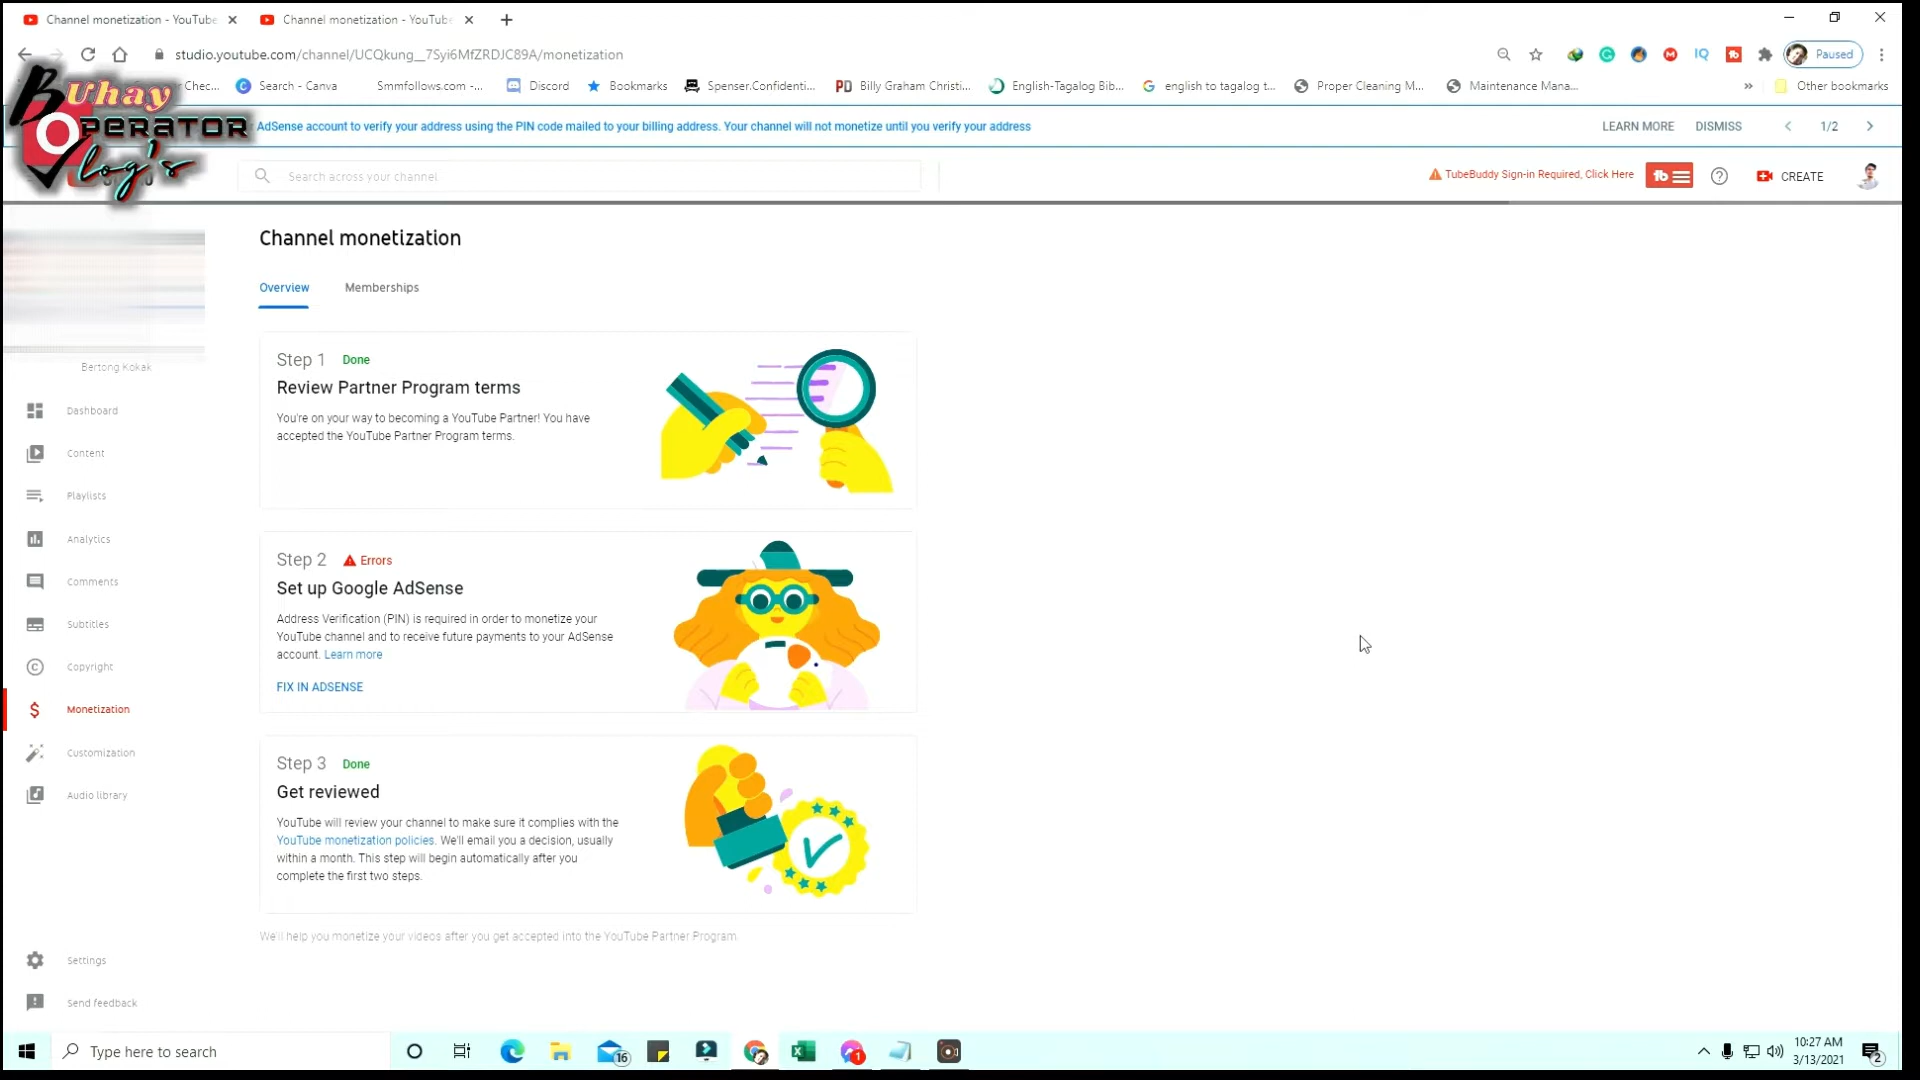 Channel monetization - YouTube
Channel monetization - YouTube
studio.youtube.com/channel/UCQkung__7Syi6MfZRDJC89A/monetization
Paused
Chec...
Search - Canva
Smmfollows.com -...
Discord
Bookmarks
Spenser.Confidenti...
Billy Graham Christi...
English-Tagalog Bib...
english to tagalog t...
Proper Cleaning M...
Maintenance Mana...
»
Other bookmarks
BUhay
OPERATOR
Vlog's
AdSense account to verify your address using the PIN code mailed to your billing address. Your channel will not monetize until you verify your address
LEARN MORE
DISMISS
1/2
Search across your channel
TubeBuddy Sign-in Required, Click Here
CREATE
Channel monetization
Overview
Memberships
Bertong Kokak
Dashboard
Content
Playlists
Analytics
Comments
Subtitles
Copyright
Monetization
Customization
Audio library
Settings
Send feedback
Step 1 Done
Review Partner Program terms
You're on your way to becoming a YouTube Partner! You have
accepted the YouTube Partner Program terms.
Step 2 Errors
Set up Google AdSense
Address Verification (PIN) is required in order to monetize your
YouTube channel and to receive future payments to your AdSense
account. Learn more
FIX IN ADSENSE
Step 3 Done
Get reviewed
YouTube will review your channel to make sure it complies with the
YouTube monetization policies. We'll email you a decision, usually
within a month. This step will begin automatically after you
complete the first two steps.
We'll help you monetize your videos after you get accepted into the YouTube Partner Program.
Type here to search
16
1
10:27 AM
3/13/2021
2